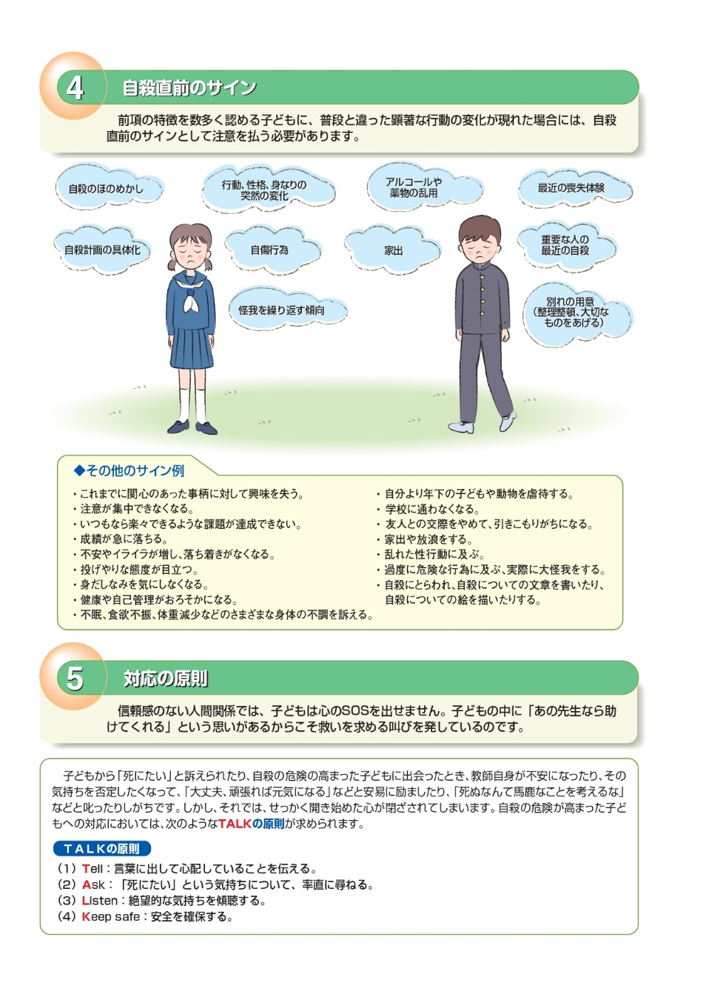 4
自殺直前のサイン
前項の特徴を数多く認める子どもに、普段と違った顕著な行動の変化が現れた場合には、自殺
直前のサインとして注意を払う必要があります。
自殺のほのめかし
行動、性格、身なりの
突然の変化
アルコールや
薬物の乱用
最近の喪失体験
自殺計画の具体化
自傷行為
家出
重要な人の
最近の自殺
怪我を繰り返す傾向
別れの用意
（整理整頓、大切な
ものをあげる）
◆その他のサイン例
・これまでに関心のあった事柄に対して興味を失う。
・注意が集中できなくなる。
・いつもなら楽々できるような課題が達成できない。
・成績が急に落ちる。
・不安やイライラが増し、落ち着きがなくなる。
・投げやりな態度が目立つ。
・身だしなみを気にしなくなる。
・健康や自己管理がおろそかになる。
・不眠、食欲不振、体重減少などのさまざまな身体の不調を訴える。
・自分より年下の子どもや動物を虐待する。
・学校に通わなくなる。
・友人との交際をやめて、引きこもりがちになる。
・家出や放浪をする。
・乱れた性行動に及ぶ。
・過度に危険な行為に及ぶ、実際に大怪我をする。
・自殺にとらわれ、自殺についての文章を書いたり、
自殺についての絵を描いたりする。
5
対応の原則
信頼感のない人間関係では、子どもは心のSOSを出せません。子どもの中に「あの先生なら助
けてくれる」という思いがあるからこそ救いを求める叫びを発しているのです。
子どもから「死にたい」と訴えられたり、自殺の危険の高まった子どもに出会ったとき、教師自身が不安になったり、その
気持ちを否定したくなって、「大丈夫、頑張れば元気になる」などと安易に励ましたり、「死ぬなんて馬鹿なことを考えるな」
などと叱ったりしがちです。しかし、それでは、せっかく開き始めた心が閉ざされてしまいます。自殺の危険が高まった子ど
もへの対応においては、次のようなTALKの原則が求められます。
ＴＡＬＫの原則
（1）Tell：言葉に出して心配していることを伝える。
（2）Ask：「死にたい」という気持ちについて、率直に尋ねる。
（3）Listen：絶望的な気持ちを傾聴する。
（4）Keep safe：安全を確保する。